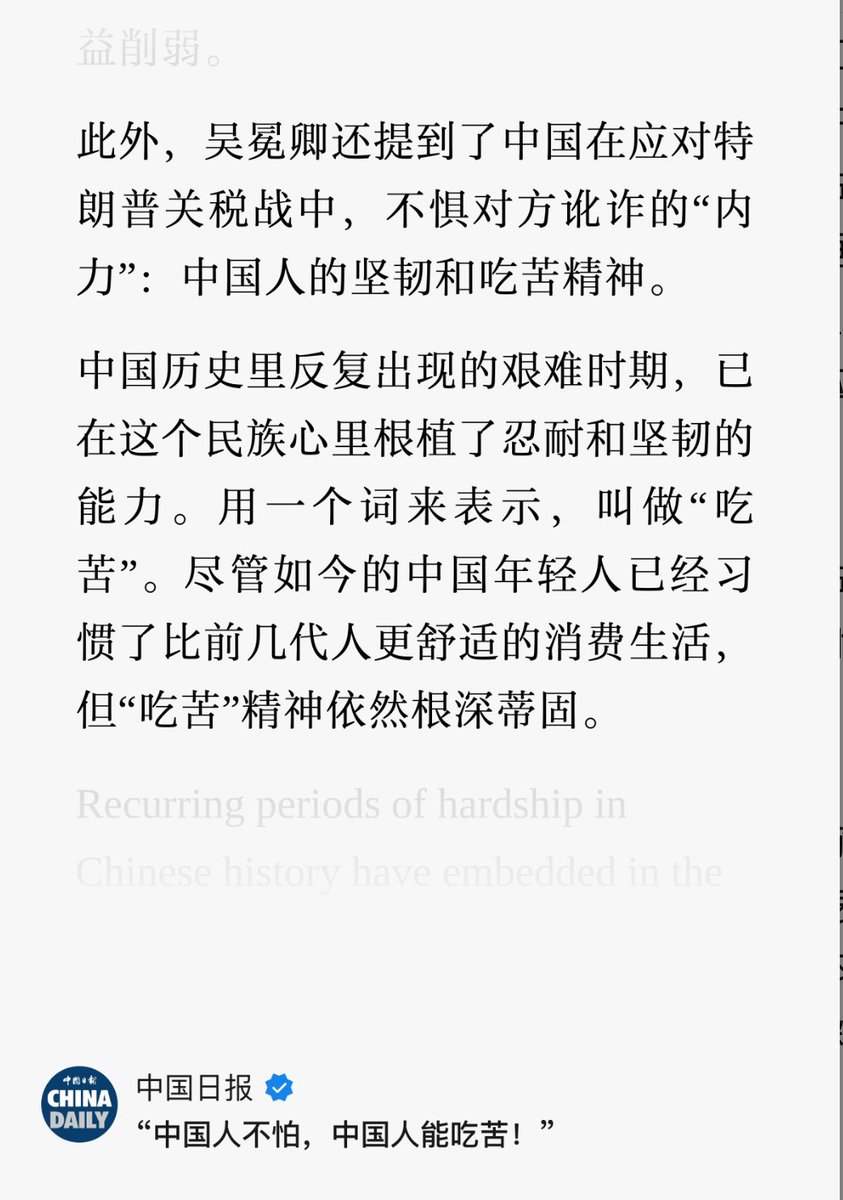 益削弱。
此外，吴冕卿还提到了中国在应对特
朗普关税战中，不惧对方讹诈的“内
力”：中国人的坚韧和吃苦精神。
中国历史里反复出现的艰难时期，已
在这个民族心里根植了忍耐和坚韧的
能力。用一个词来表示，叫做“吃
苦”。尽管如今的中国年轻人已经习
惯了比前几代人更舒适的消费生活，
但“吃苦”精神依然根深蒂固。
Recurring periods of hardship in
Chinese history have embedded in the
中国日报
CHINA
DAILY
中国日报
“中国人不怕，中国人能吃苦！”